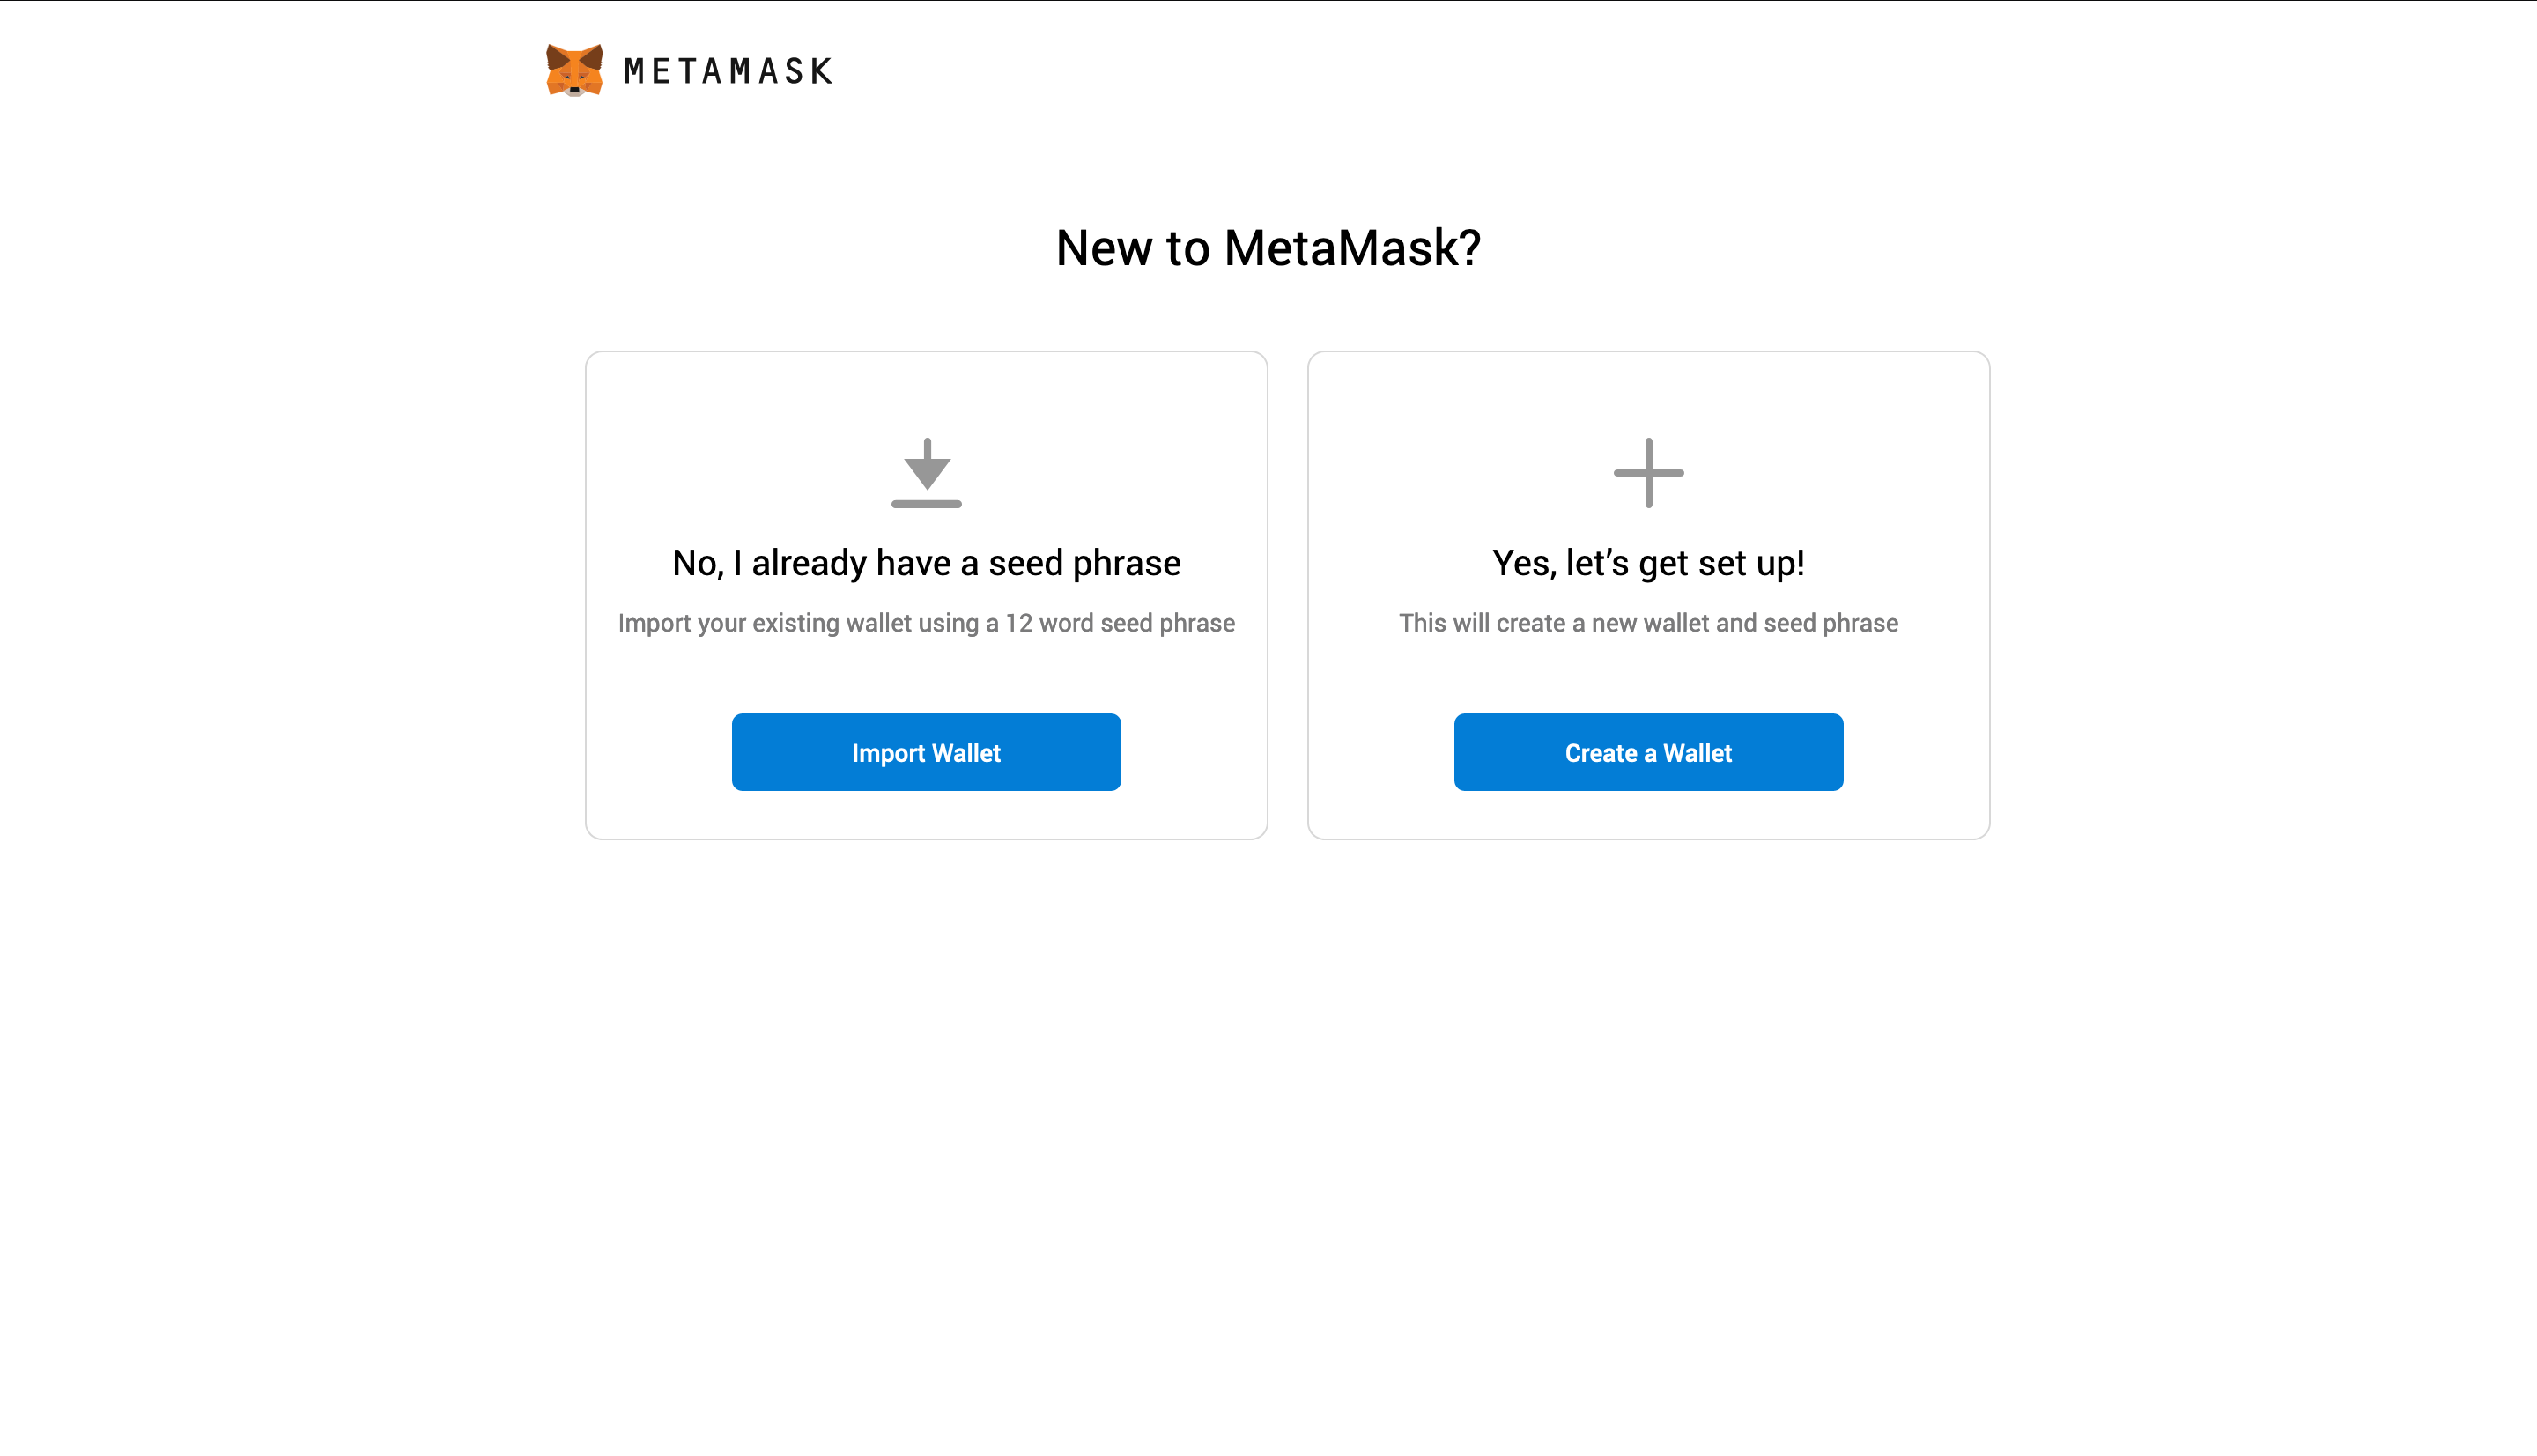 METAMASK
New to MetaMask?
No, I already have a seed phrase
Import your existing wallet using a 12 word seed phrase
Import Wallet
Yes, let’s get set up!
This will create a new wallet and seed phrase
Create a Wallet